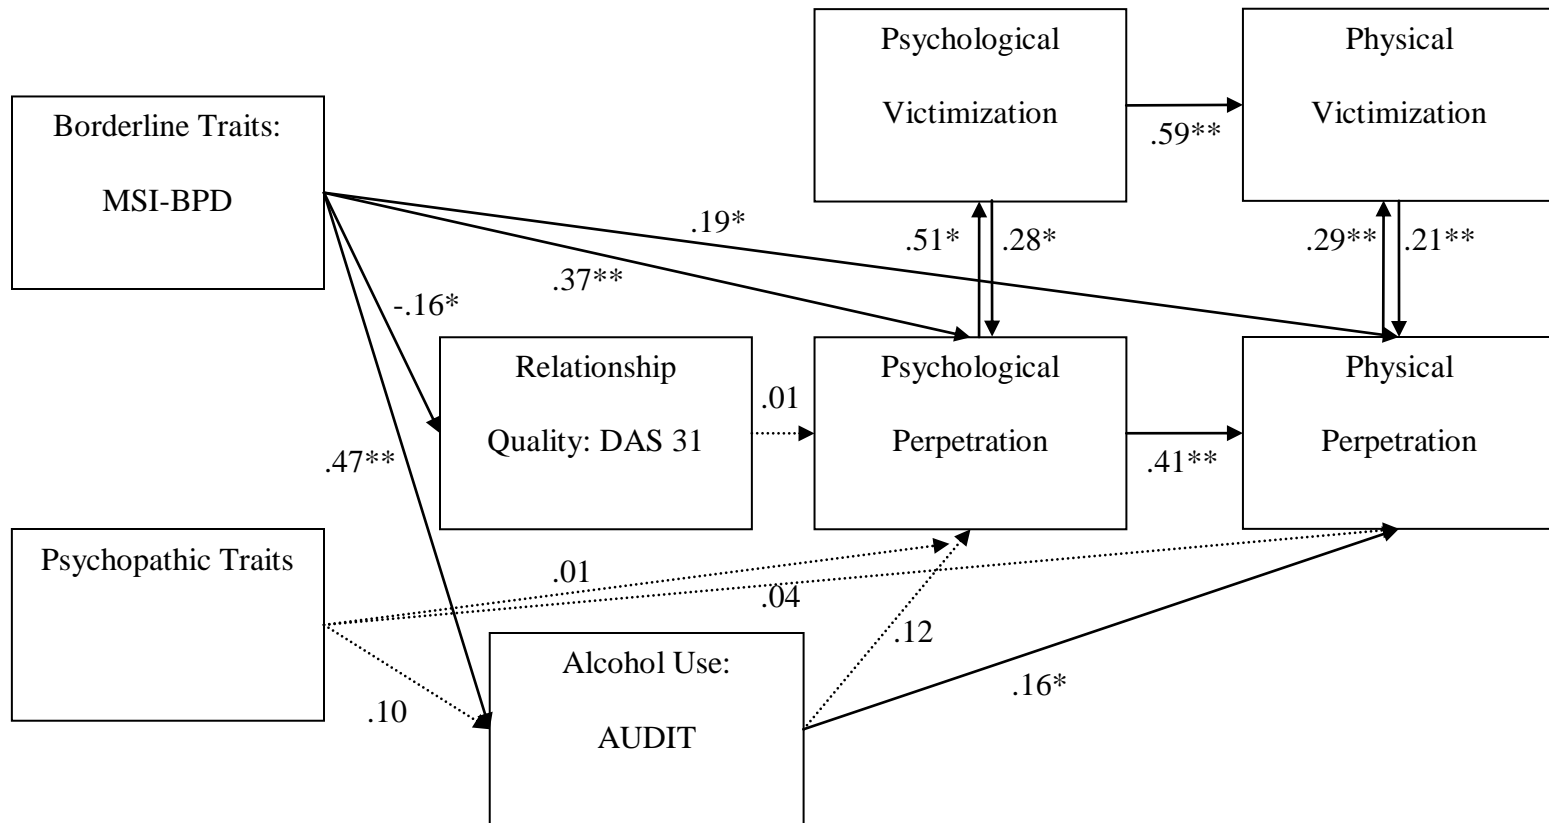 Psychological
Victimization
Physical
Victimization
.59**
Borderline Traits:
MSI-BPD
.19*
.37**
-.16*
.47**
.51*
.28*
.29**
.21**
Relationship
Quality: DAS 31
.01
Psychological
Perpetration
.41**
Physical
Perpetration
Psychopathic Traits
.01
.04
.12
.10
.16*
Alcohol Use:
AUDIT